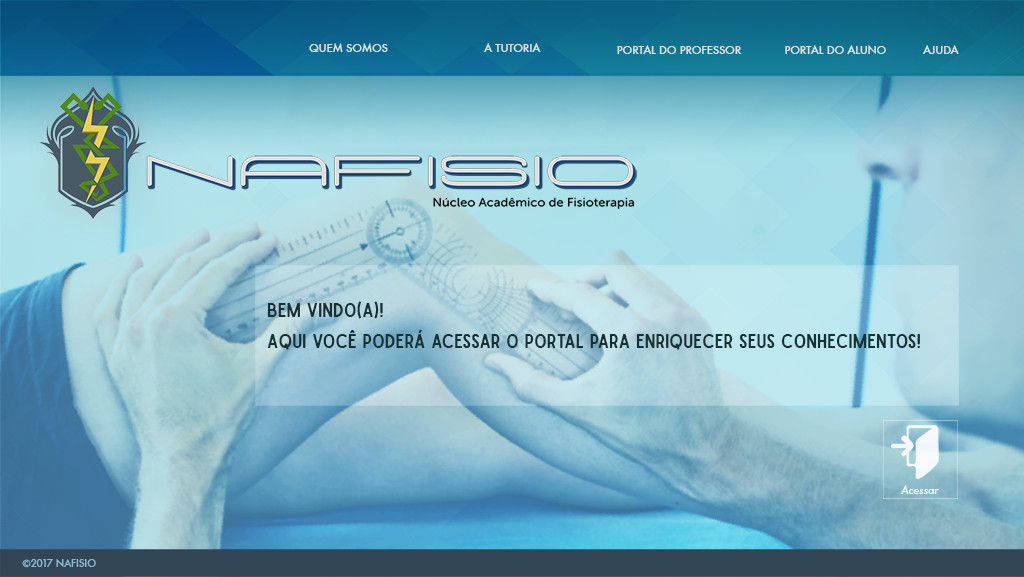 QUEM SOMOS
A TUTORIA
PORTAL DO PROFESSOR
PORTAL DO ALUNO
AJUDA
NAFISIO
Núcleo Acadêmico de Fisioterapia
BEM VINDO(A)!
AQUI VOCÊ PODERÁ ACESSAR O PORTAL PARA ENRIQUECER SEUS CONHECIMENTOS!
Acessar
©2017 NAFISIO